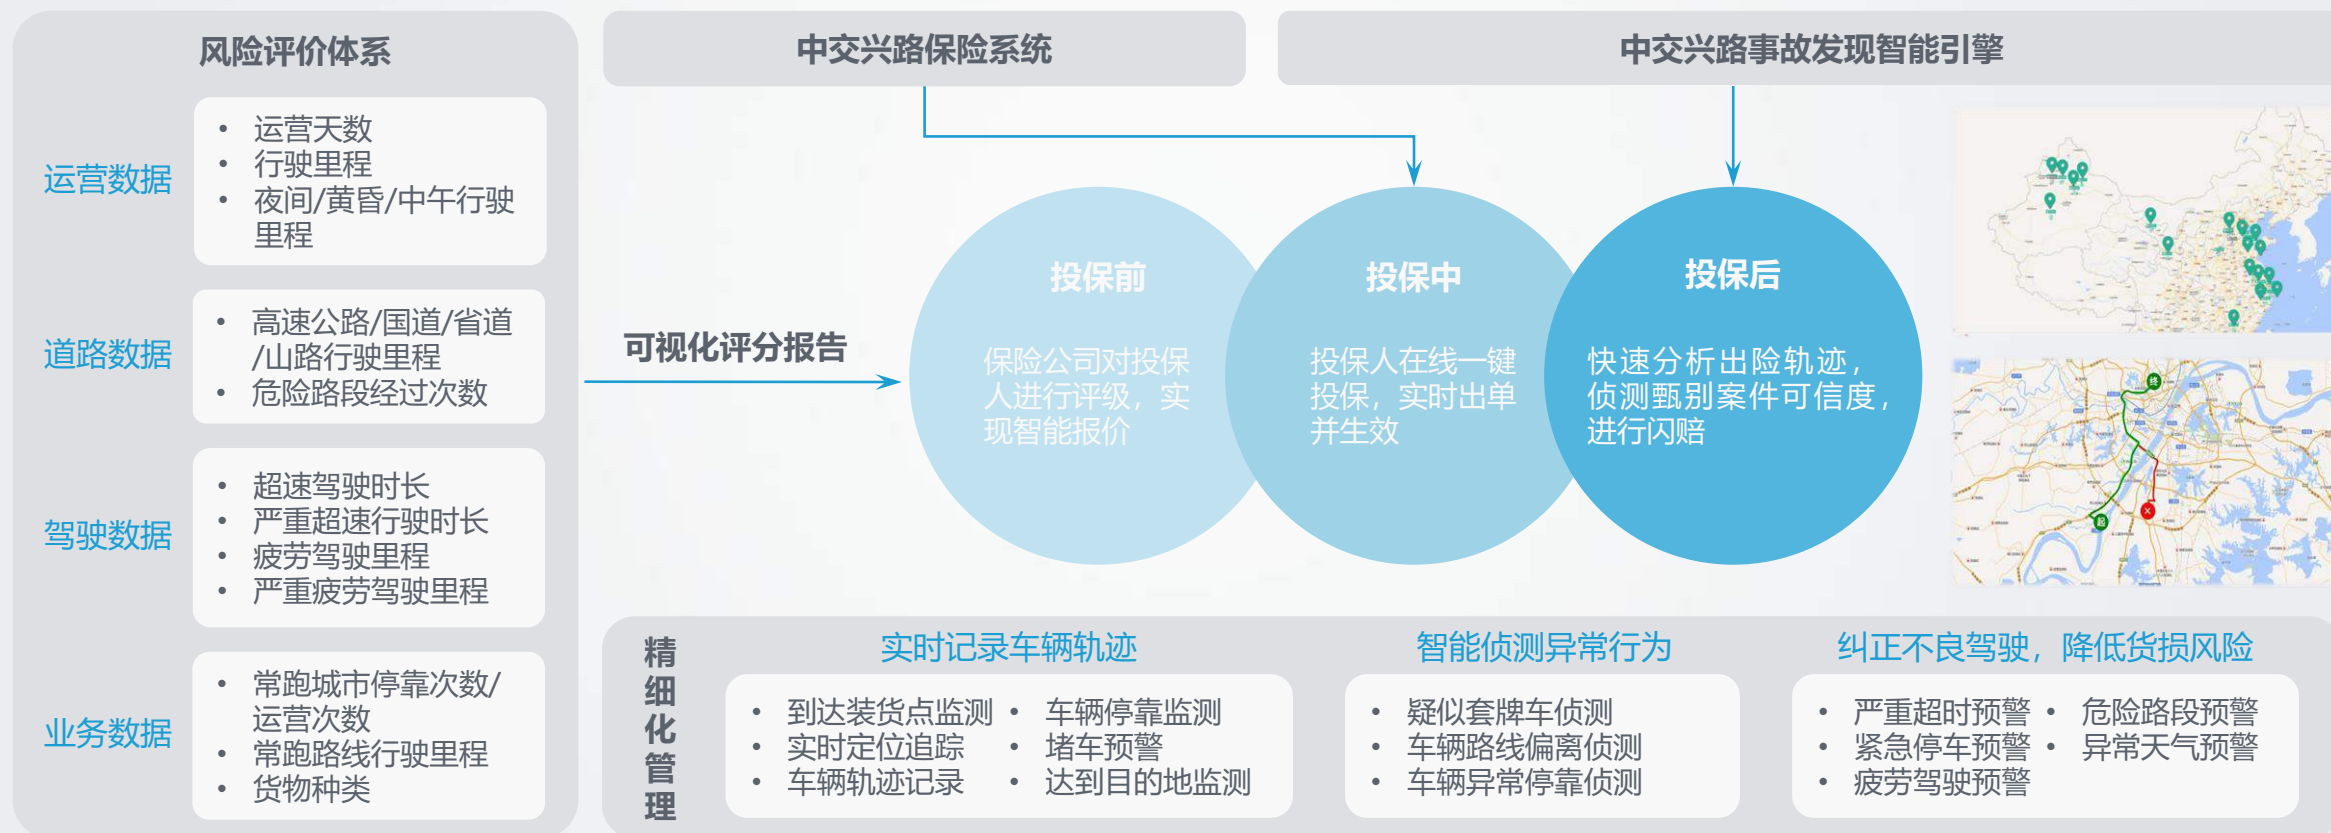 风险评价体系
运营数据
• 运营天数
• 行驶里程
• 夜间/黄昏/中午行驶
里程
道路数据
• 高速公路/国道/省道
/山路行驶里程
• 危险路段经过次数
驾驶数据
• 超速驾驶时长
• 严重超速行驶时长
• 疲劳驾驶里程
• 严重疲劳驾驶里程
业务数据
• 常跑城市停靠次数/
运营次数
• 常跑路线行驶里程
• 货物种类
中交兴路保险系统
中交兴路事故发现智能引擎
可视化评分报告
投保前
保险公司对投保
人进行评级，实
现智能报价
投保中
投保人在线一键
投保，实时出单
并生效
投保后
快速分析出险轨迹，
侦测甄别案件可信度，
进行闪赔
终
起
精细化管理
实时记录车辆轨迹
• 到达装货点监测
• 实时定位追踪
• 车辆轨迹记录
• 车辆停靠监测
• 堵车预警
• 达到目的地监测
智能侦测异常行为
• 疑似套牌车侦测
• 车辆路线偏离侦测
• 车辆异常停靠侦测
纠正不良驾驶，降低货损风险
• 严重超时预警
• 紧急停车预警
• 疲劳驾驶预警
• 危险路段预警
• 异常天气预警